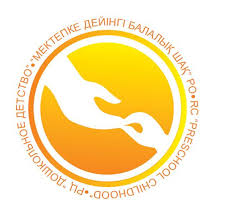 "МЕКТЕПКЕ ДЕЙІНГІ БАЛАЛЫҚ ШАҚ" РО•RC "PRESCHOOL CHILDHOOD"•РЦ "ДОШКОЛЬНОЕ ДЕТСТВО"•